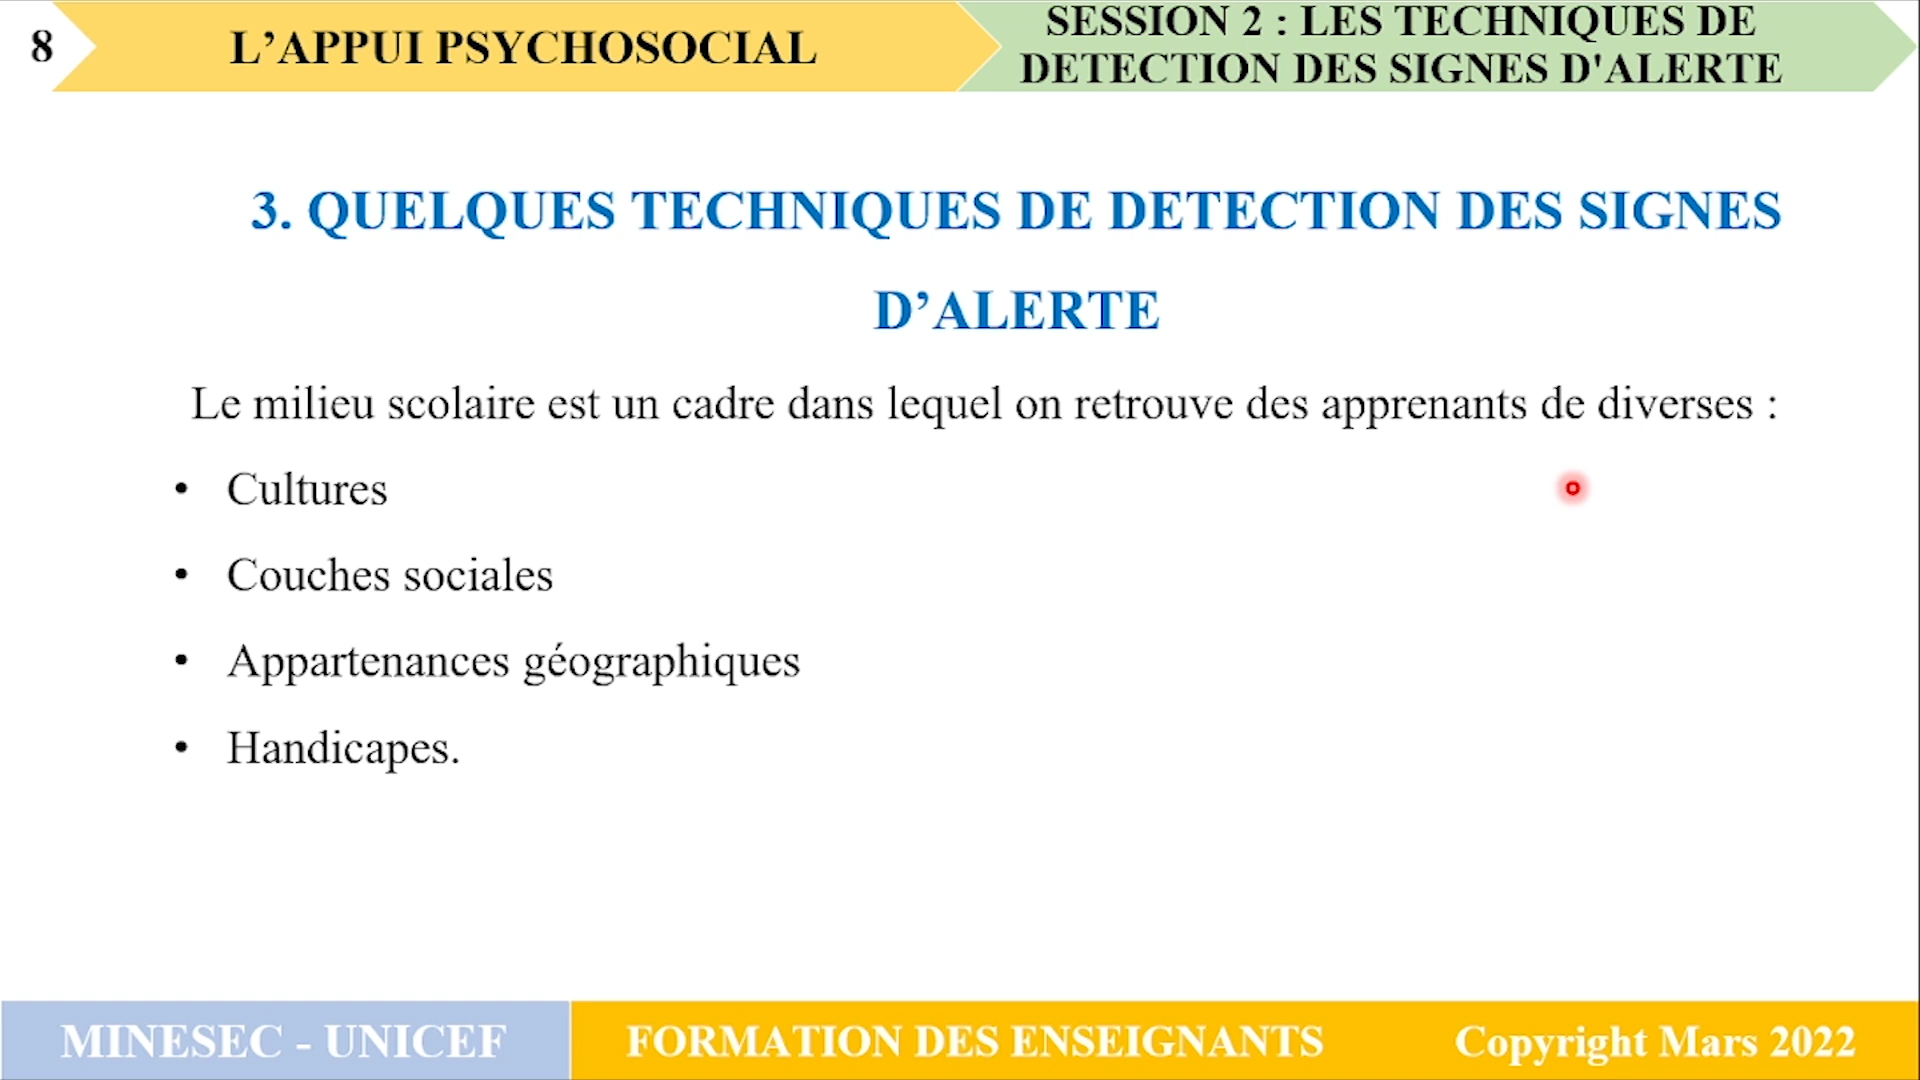 8
L’APPUI PSYCHOSOCIAL
SESSION 2 : LES TECHNIQUES DE
DETECTION DES SIGNES D'ALERTE
3. QUELQUES TECHNIQUES DE DETECTION DES SIGNES
D’ALERTE
Le milieu scolaire est un cadre dans lequel on retrouve des apprenants de diverses :
• Cultures
• Couches sociales
• Appartenances géographiques
• Handicapes.
MINESEC - UNICEF
FORMATION DES ENSEIGNANTS
Copyright Mars 2022